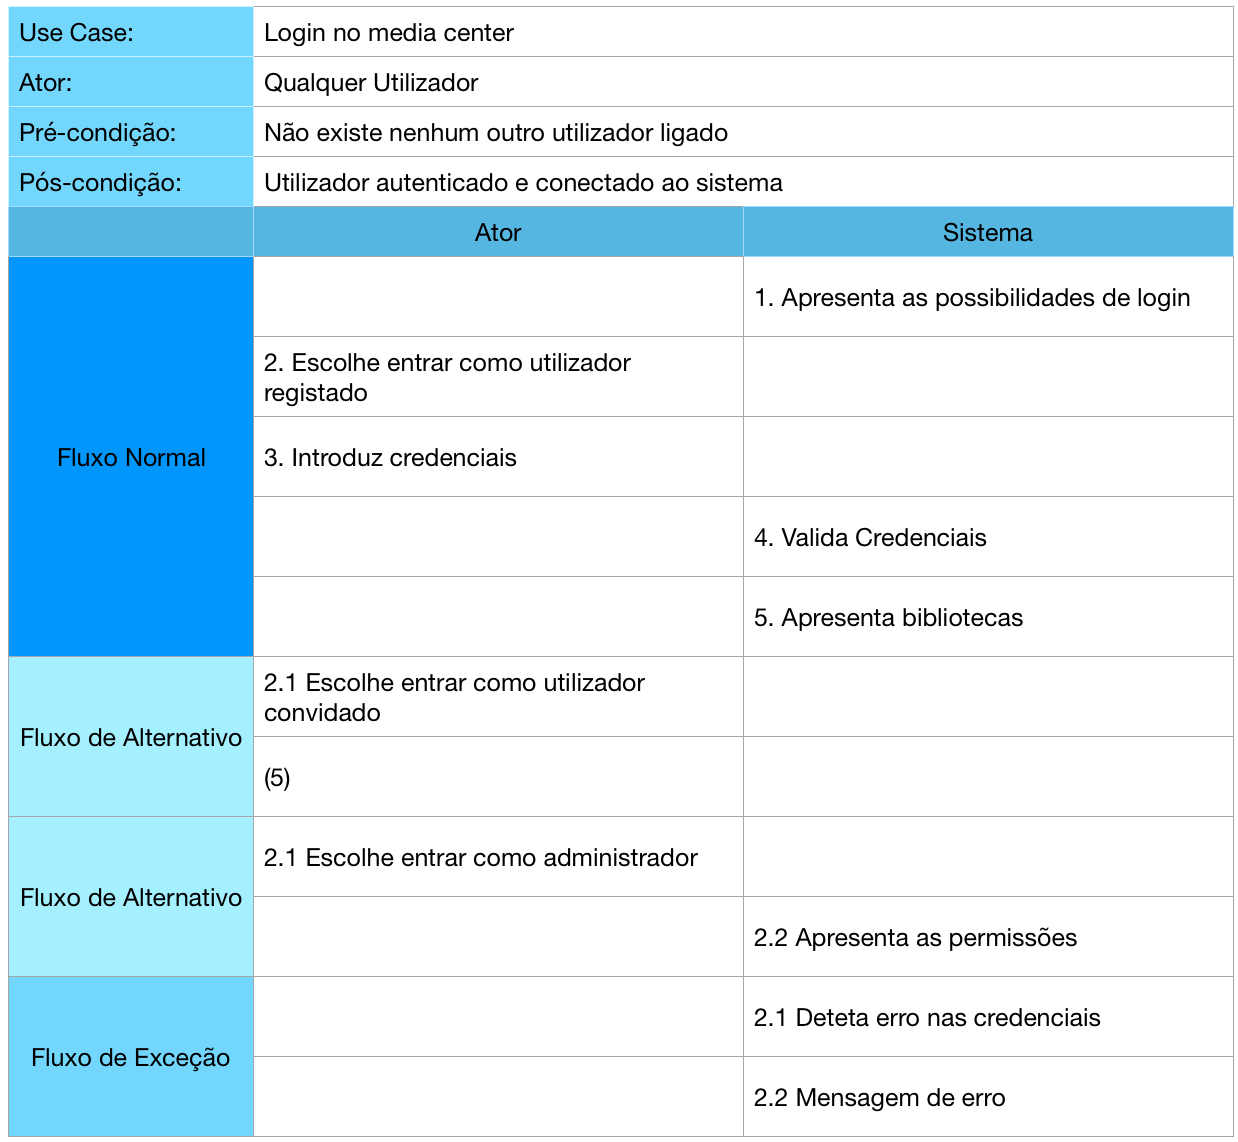 Use Case:
Login no media center
Ator:
Qualquer Utilizador
Pré-condição:
Não existe nenhum outro utilizador ligado
Pós-condição:
Utilizador autenticado e conectado ao sistema
Ator
Sistema
Fluxo Normal
1. Apresenta as possibilidades de login
2. Escolhe entrar como utilizador
registado
3. Introduz credenciais
4. Valida Credenciais
5. Apresenta bibliotecas
Fluxo de Alternativo
2.1 Escolhe entrar como utilizador
convidado
(5)
Fluxo de Alternativo
2.1 Escolhe entrar como administrador
2.2 Apresenta as permissões
Fluxo de Exceção
2.1 Deteta erro nas credenciais
2.2 Mensagem de erro